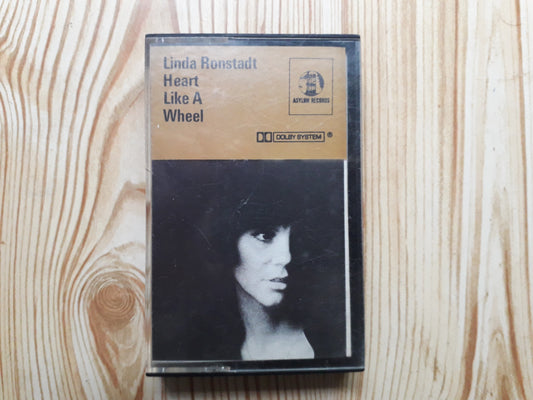 Linda Ronstadt
Heart
Like A
Wheel
ASYLUM RECORDS
DOLBY SYSTEM ®